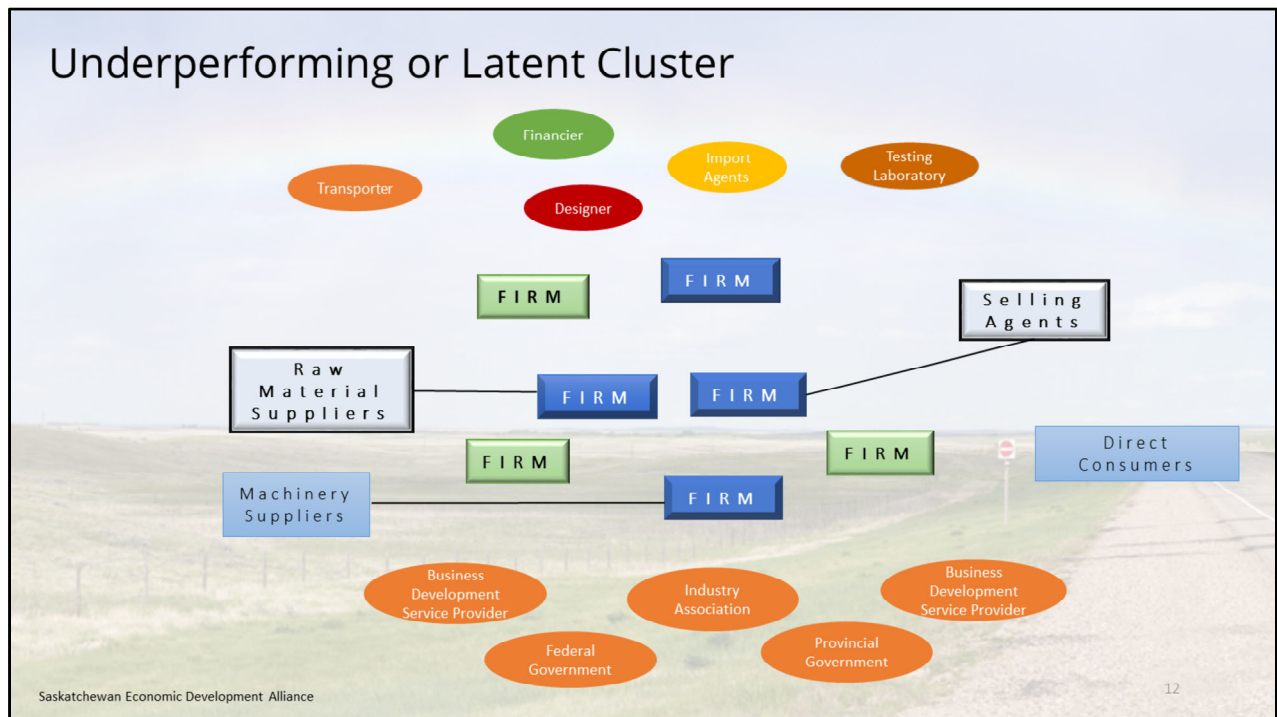 Underperforming or Latent Cluster
Financier
Import
Agents
Testing
Laboratory
Transporter
Designer
FIRM
FIRM
Selling
Agents
Raw
Material
Suppliers
FIRM
FIRM
FIRM
FIRM
Direct
Consumers
Machinery
Suppliers
FIRM
Business
Development
Service Provider
Industry
Association
Business
Development
Service Provider
Federal
Government
Provincial
Government
Saskatchewan Economic Development Alliance
12